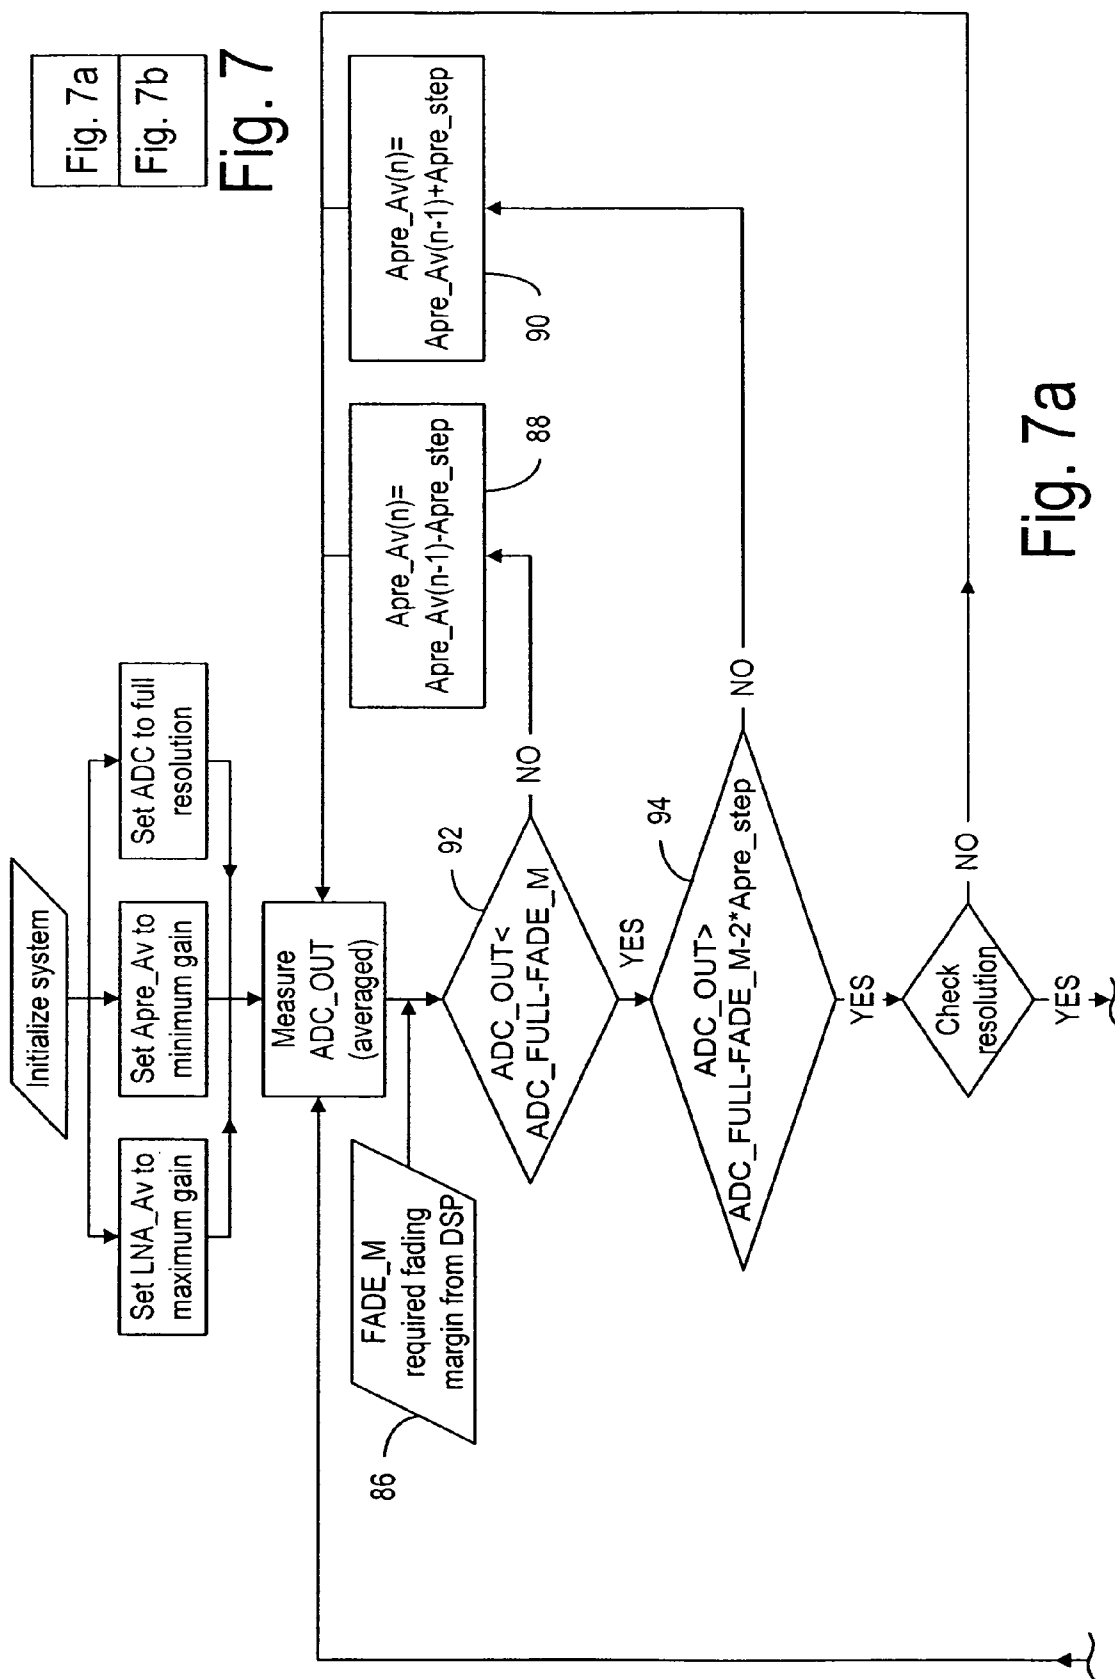 Fig. 7a
Fig. 7b
Fig. 7
Initialize system
Set LNA_Av to
maximum gain
Set Apre_Av to
minimum gain
Set ADC to full
resolution
Measure
ADC_OUT
(averaged)
FADE_M
required fading
margin from DSP
86
Apre_Av(n)=
Apre_Av(n-1)-Apre_step
88
Apre_Av(n)=
Apre_Av(n-1)+Apre_step
90
ADC_OUT<
ADC_FULL-FADE_M
92
NO
YES
ADC_OUT>
ADC_FULL-FADE_M-2*Apre_step
94
NO
YES
Check
resolution
NO
YES
Fig. 7a